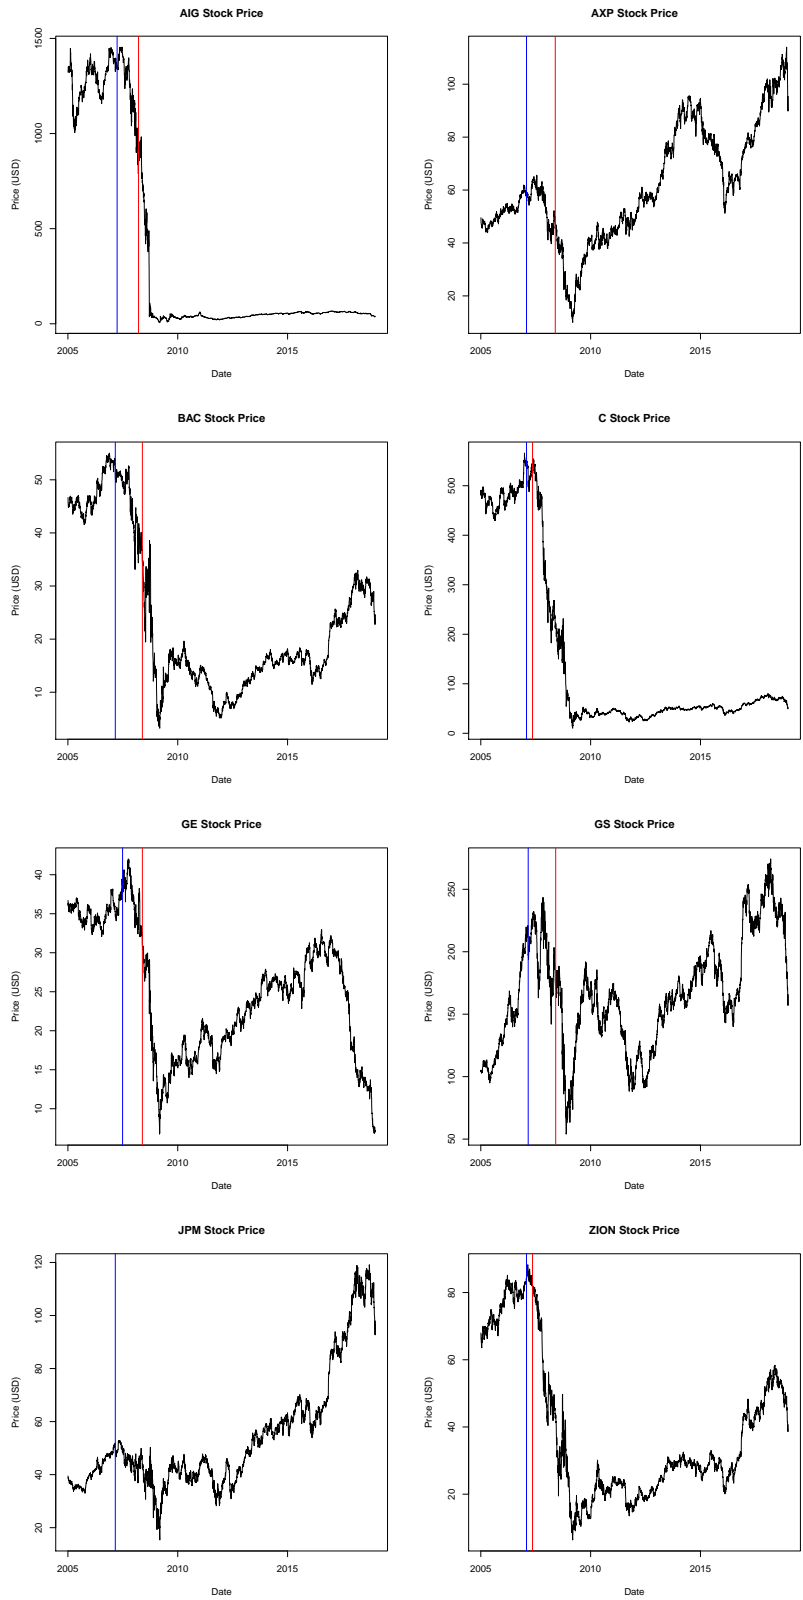 AIG Stock Price
Price (USD)
0
500
1000
1500
2005
2010
2015
Date
AXP Stock Price
Price (USD)
20
40
60
80
100
2005
2010
2015
Date
BAC Stock Price
Price (USD)
10
20
30
40
50
2005
2010
2015
Date
C Stock Price
Price (USD)
0
100
200
300
400
500
2005
2010
2015
Date
GE Stock Price
Price (USD)
10
15
20
25
30
35
40
2005
2010
2015
Date
GS Stock Price
Price (USD)
50
100
150
200
250
2005
2010
2015
Date
JPM Stock Price
Price (USD)
20
40
60
80
100
120
2005
2010
2015
Date
ZION Stock Price
Price (USD)
20
40
60
80
2005
2010
2015
Date